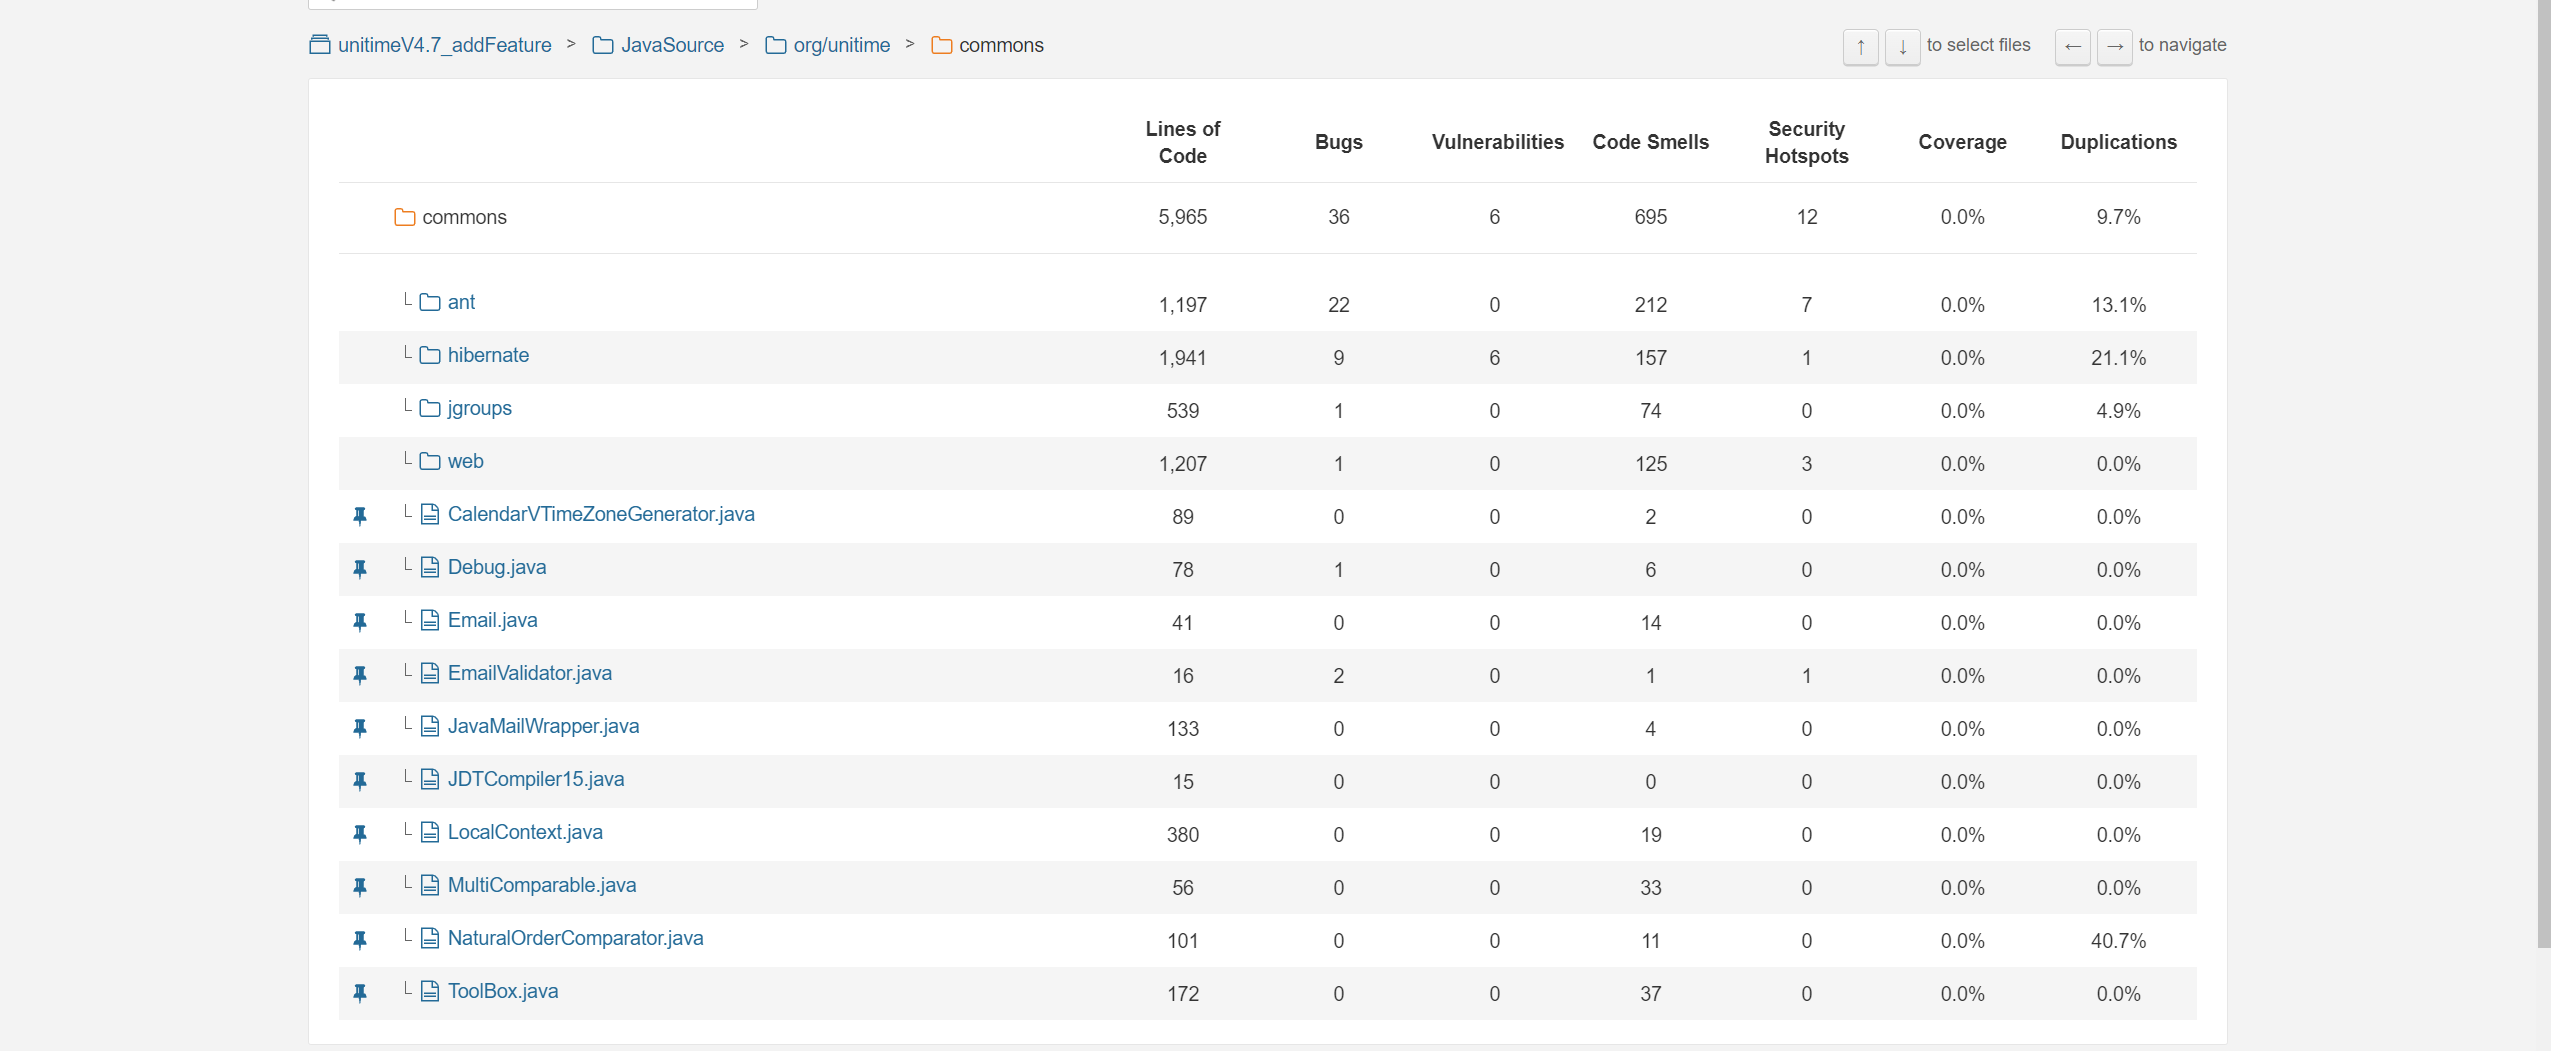 unitimeV4.7_addFeature > JavaSource > org/unitime > commons ↑ ↓ to select files ← → to navigate
Lines of Code Bugs Vulnerabilities Code Smells Security Hotspots Coverage Duplications
commons 5,965 36 6 695 12 0.0% 9.7%
ant 1,197 22 0 212 7 0.0% 13.1%
hibernate 1,941 9 6 157 1 0.0% 21.1%
jgroups 539 1 0 74 0 0.0% 4.9%
web 1,207 1 0 125 3 0.0% 0.0%
CalendarVTimeZoneGenerator.java 89 0 0 2 0 0.0% 0.0%
Debug.java 78 1 0 6 0 0.0% 0.0%
Email.java 41 0 0 14 0 0.0% 0.0%
EmailValidator.java 16 2 0 1 1 0.0% 0.0%
JavaMailWrapper.java 133 0 0 4 0 0.0% 0.0%
JDTCompiler15.java 15 0 0 0 0 0.0% 0.0%
LocalContext.java 380 0 0 19 0 0.0% 0.0%
MultiComparable.java 56 0 0 33 0 0.0% 0.0%
NaturalOrderComparator.java 101 0 0 11 0 0.0% 40.7%
ToolBox.java 172 0 0 37 0 0.0% 0.0%